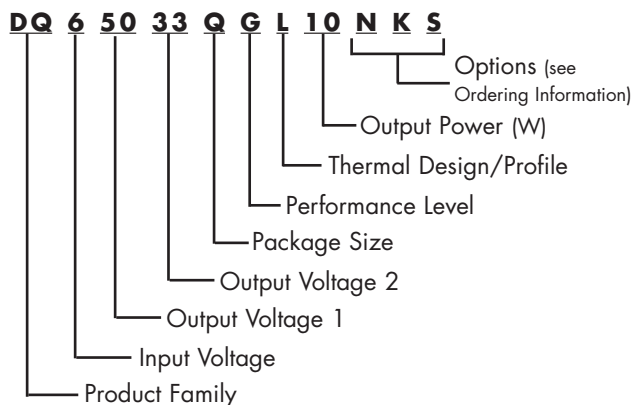 DQ 6 50 33 Q G L 10 N K S
Options (see
Ordering Information)
Output Power (W)
Thermal Design/Profile
Performance Level
Package Size
Output Voltage 2
Output Voltage 1
Input Voltage
Product Family